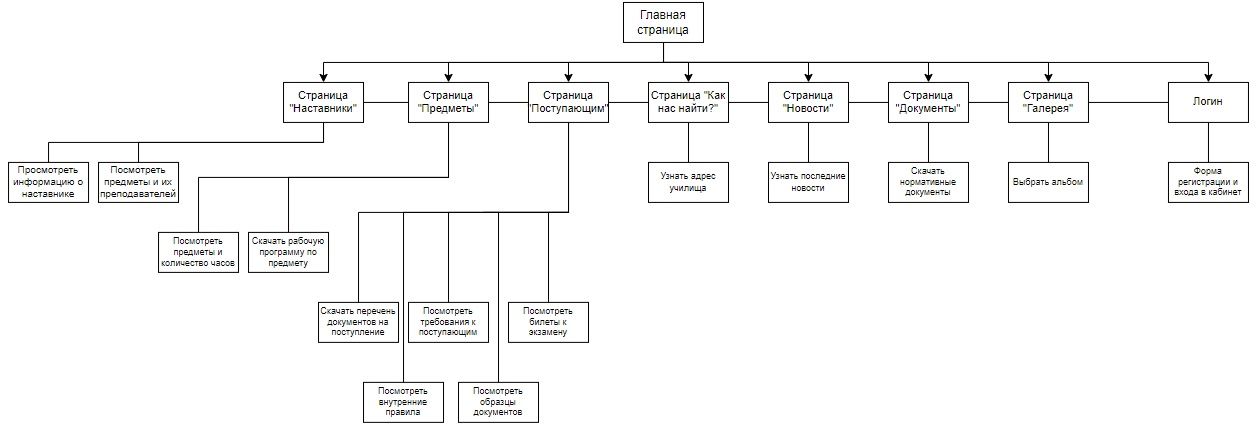 Главная
страница
Страница
"Наставники"
Страница
"Предметы"
Страница
"Поступающим"
Страница "Как
нас найти?"
Страница
"Новости"
Страница
"Документы"
Страница
"Галерея"
Логин
Просмотреть
информацию о
наставнике
Посмотреть
предметы и их
преподавателей
Узнать адрес
училища
Узнать последние
новости
Скачать
нормативные
документы
Выбрать альбом
Форма
регистрации и
входа в кабинет
Посмотреть
предметы и
количество часов
Скачать рабочую
программу по
предмету
Скачать перечень
документов на
поступление
Посмотреть
требования к
поступающим
Посмотреть
билеты к
экзамену
Посмотреть
внутренние
правила
Посмотреть
образцы
документов